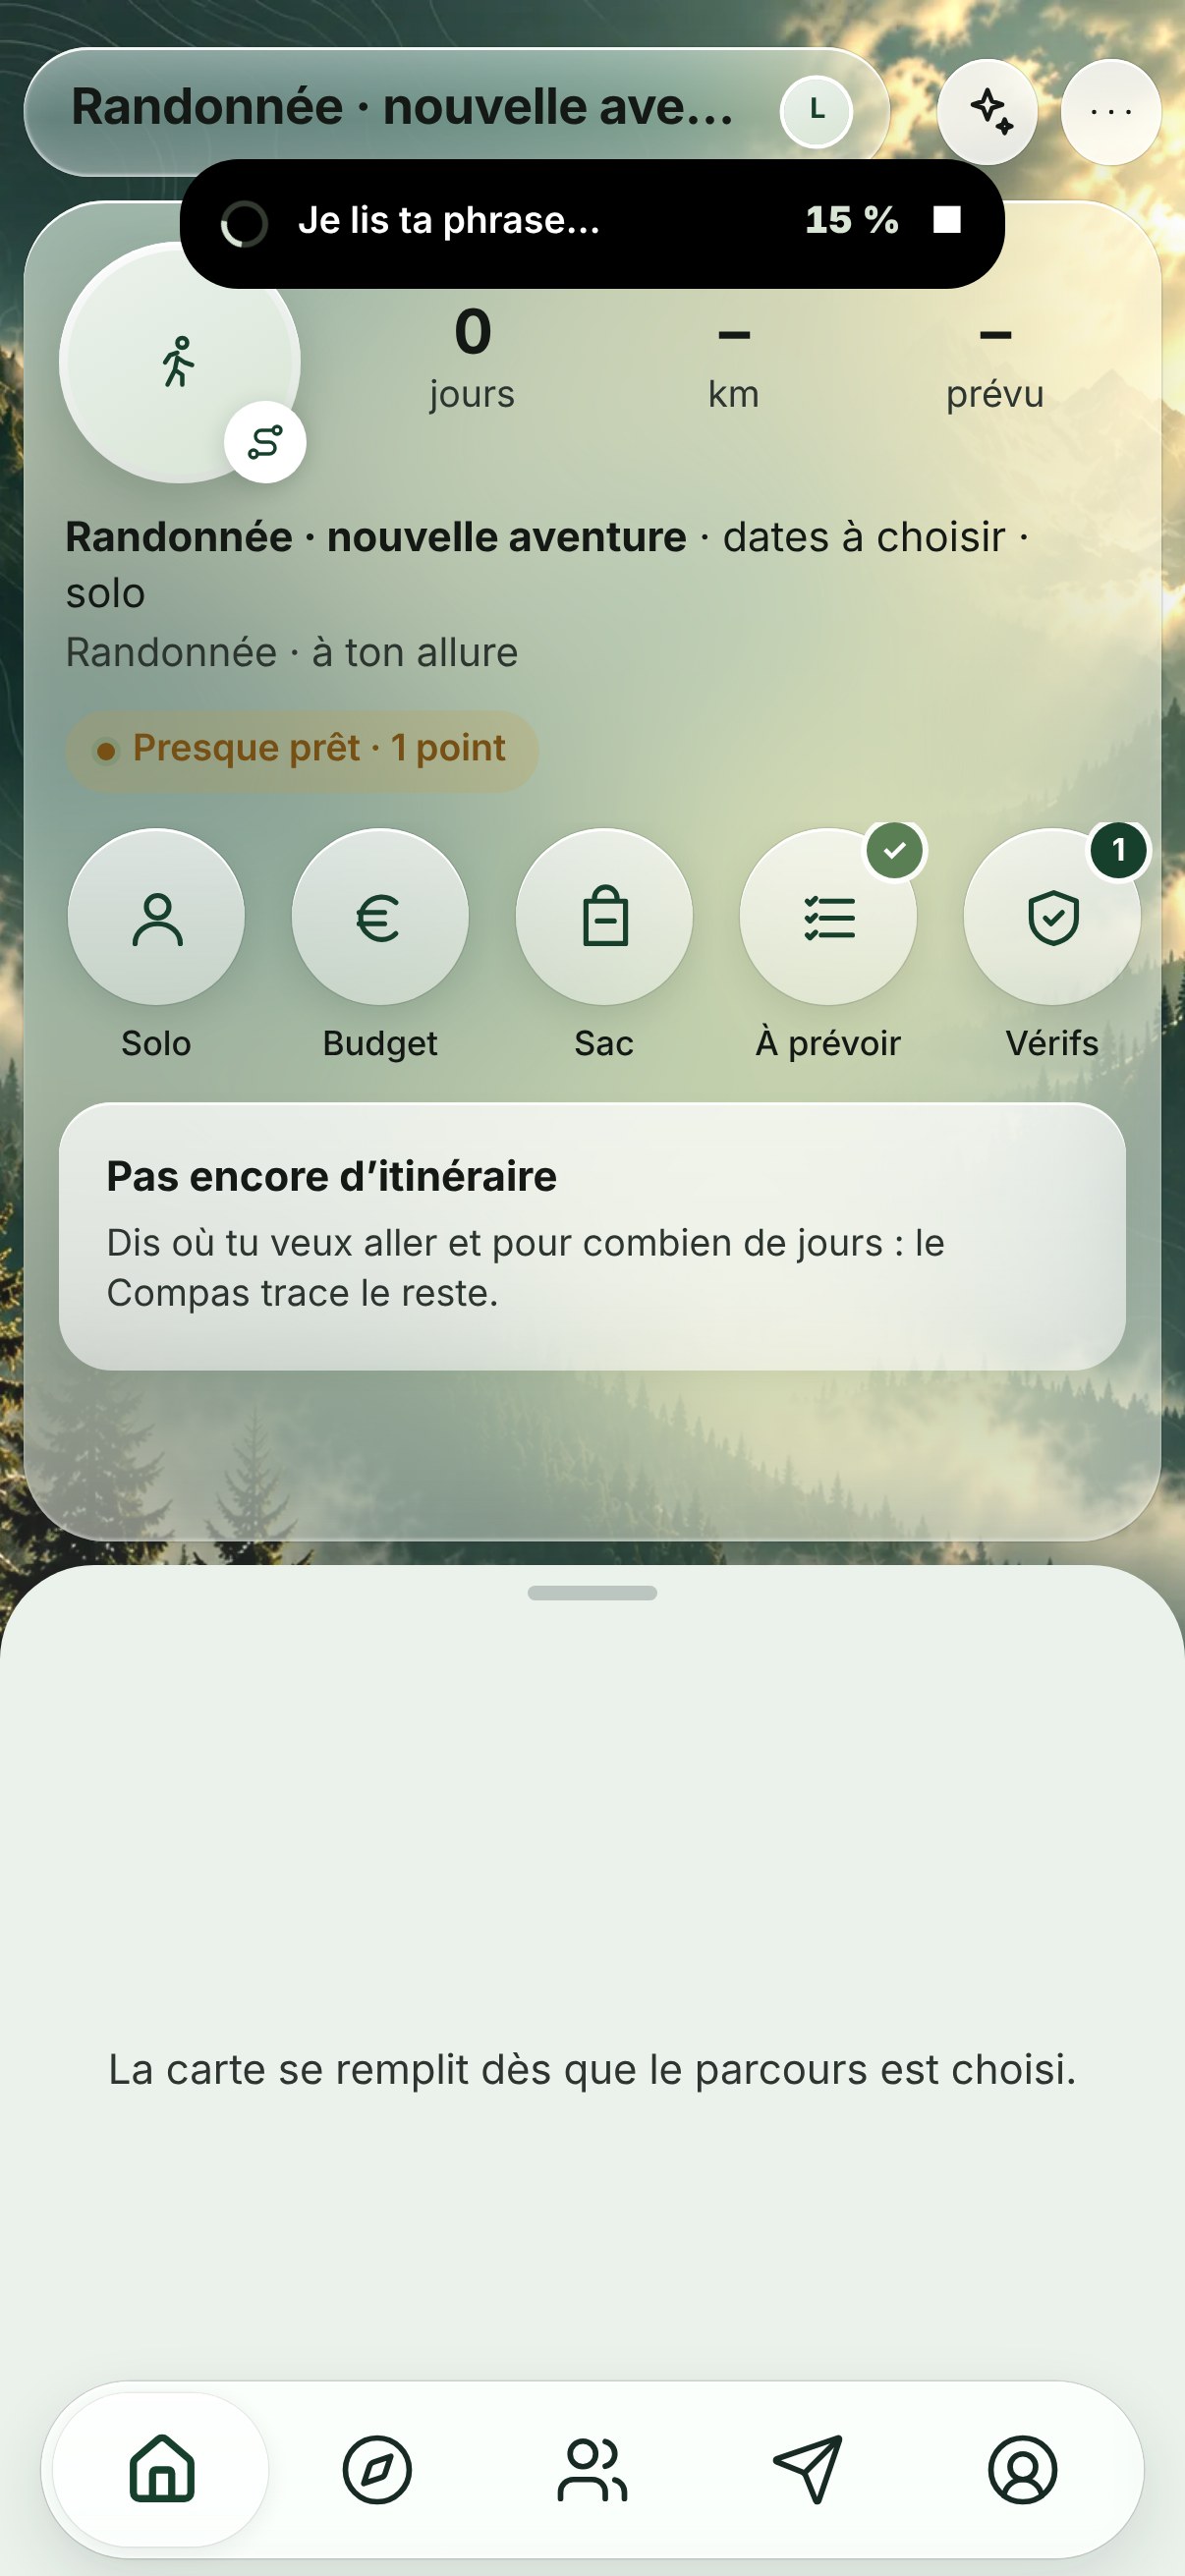 Randonnée · nouvelle ave…
L
Je lis ta phrase…
15 %
0
jours
–
km
–
prévu
Randonnée · nouvelle aventure · dates à choisir ·
solo
Randonnée · à ton allure
Presque prêt · 1 point
1
Solo
Budget
Sac
À prévoir
Vérifs
Pas encore d’itinéraire
Dis où tu veux aller et pour combien de jours : le
Compas trace le reste.
La carte se remplit dès que le parcours est choisi.